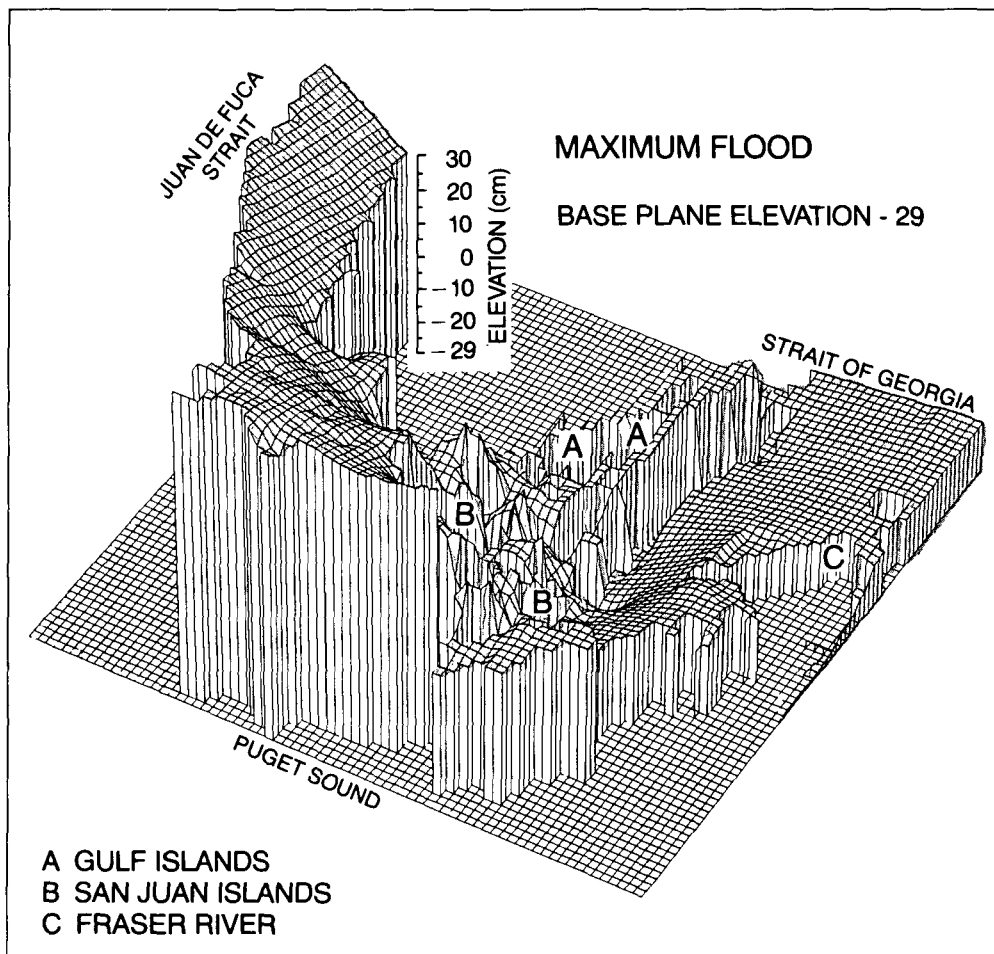 JUAN DE FUCA
STRAIT
MAXIMUM FLOOD
BASE PLANE ELEVATION - 29
30
20
10
0
-10
-20
-29
ELEVATION (cm)
STRAIT OF GEORGIA
A
A
B
B
C
PUGET SOUND
A GULF ISLANDS
B SAN JUAN ISLANDS
C FRASER RIVER